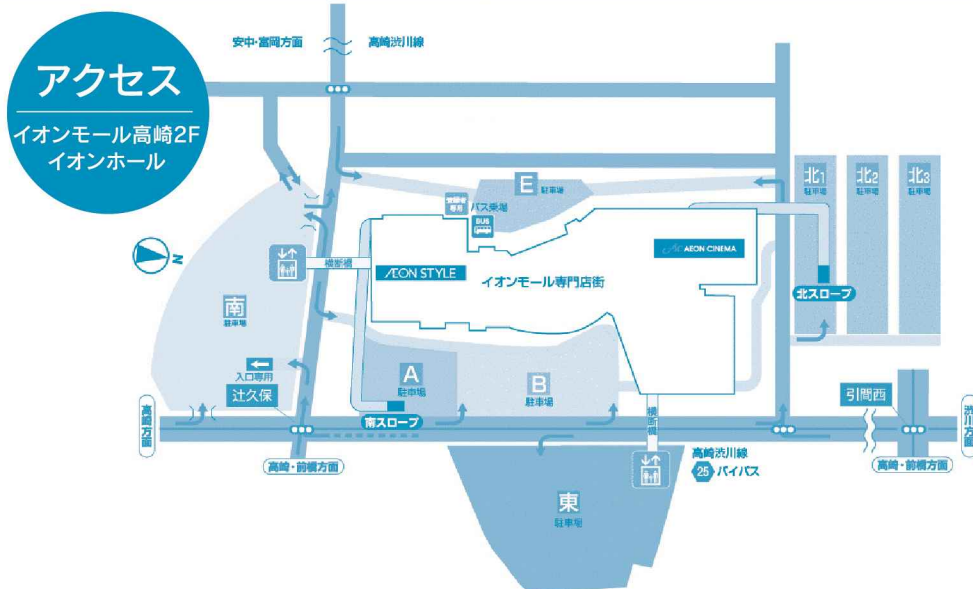 アクセス
イオンモール高崎2F
イオンホール
安中・富岡方面
高崎渋川線
E
駐車場
バス乗場
BUS
北1
駐車場
北2
駐車場
北3
駐車場
N
横断橋
ÆON STYLE
イオンモール専門店街
AEON CINEMA
北スロープ
南
駐車場
入口専用
辻久保
A
駐車場
B
駐車場
南スロープ
横断橋
引間西
高崎方面
渋川方面
高崎・前橋方面
高崎・前橋方面
高崎渋川線
25 バイパス
東
駐車場